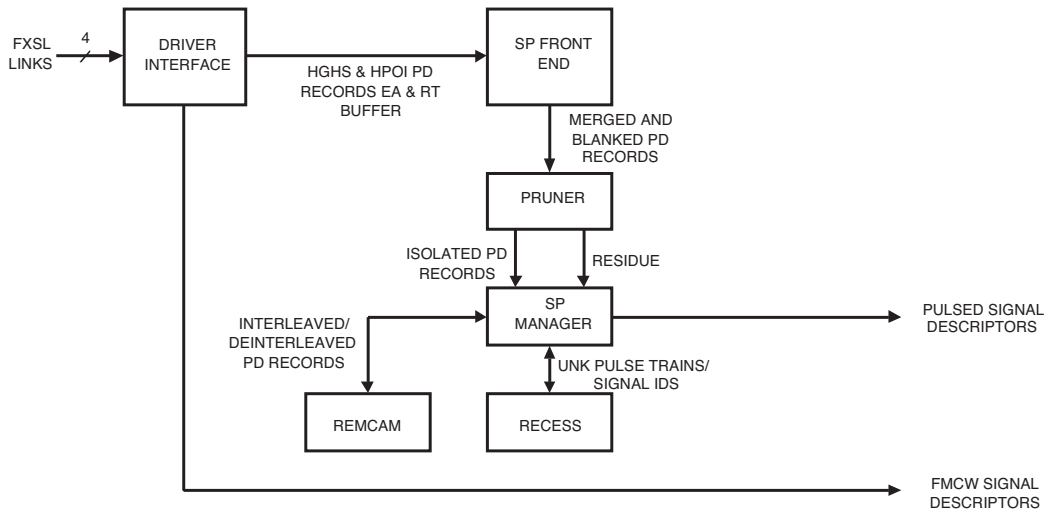 FXSL
LINKS
4
DRIVER
INTERFACE
HGHS & HPOI PD
RECORDS EA & RT
BUFFER
SP FRONT
END
MERGED AND
BLANKED PD
RECORDS
PRUNER
ISOLATED PD
RECORDS
RESIDUE
SP
MANAGER
PULSED SIGNAL
DESCRIPTORS
INTERLEAVED/
DEINTERLEAVED
PD RECORDS
UNK PULSE TRAINS/
SIGNAL IDS
REMCAM
RECESS
FMCW SIGNAL
DESCRIPTORS